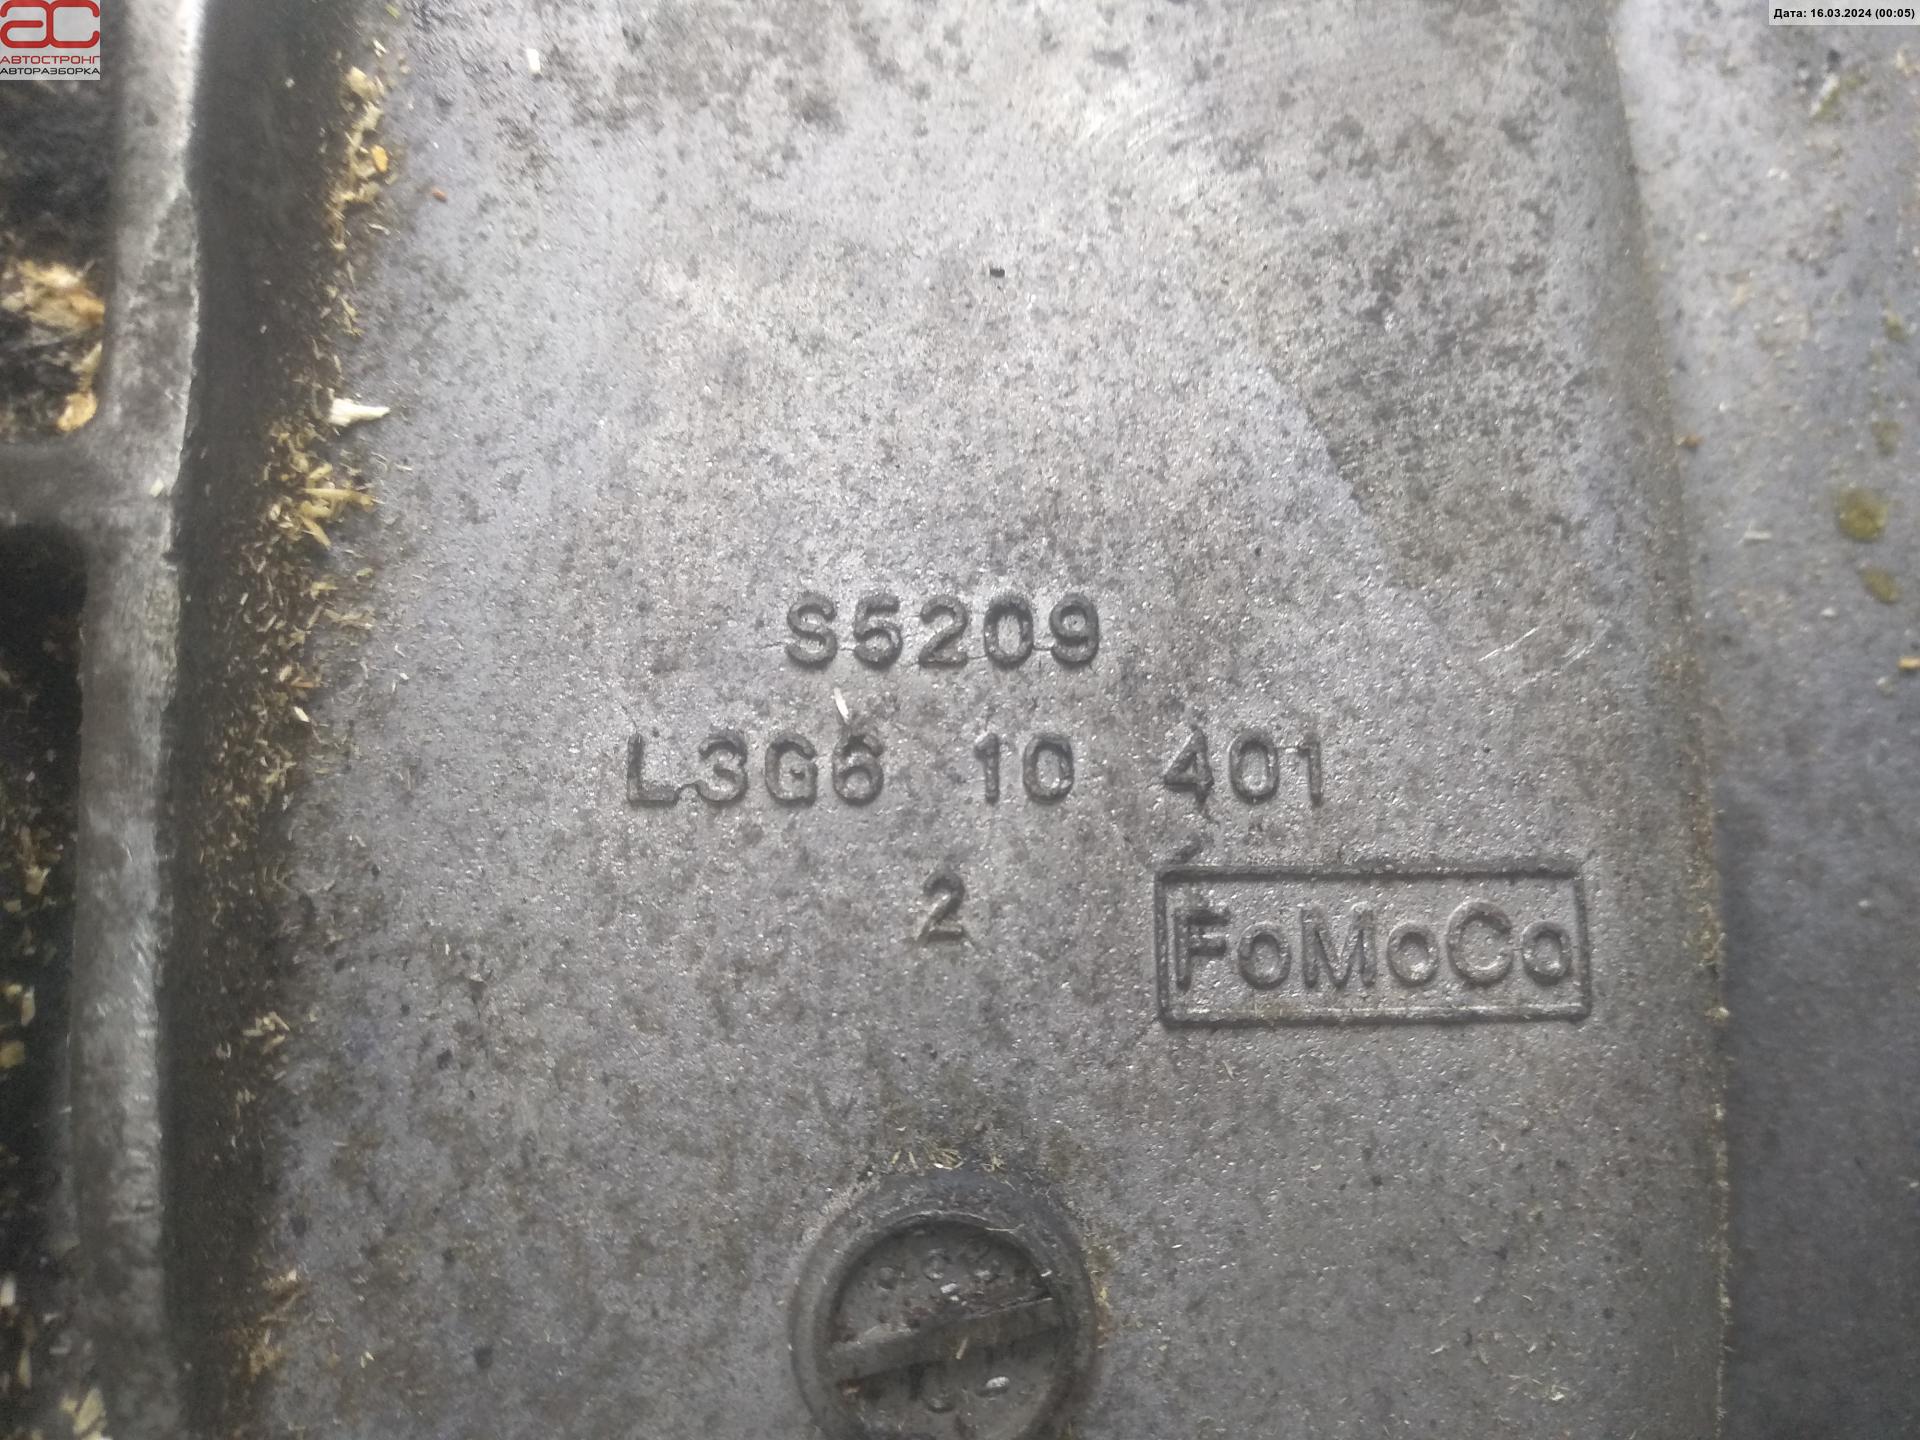 ас
АВТОСТРОНГ
АВТОРАЗБОРКА
Дата: 16.03.2024 (00:05)
S5209
L3G6 10 401
2
FoMoCo